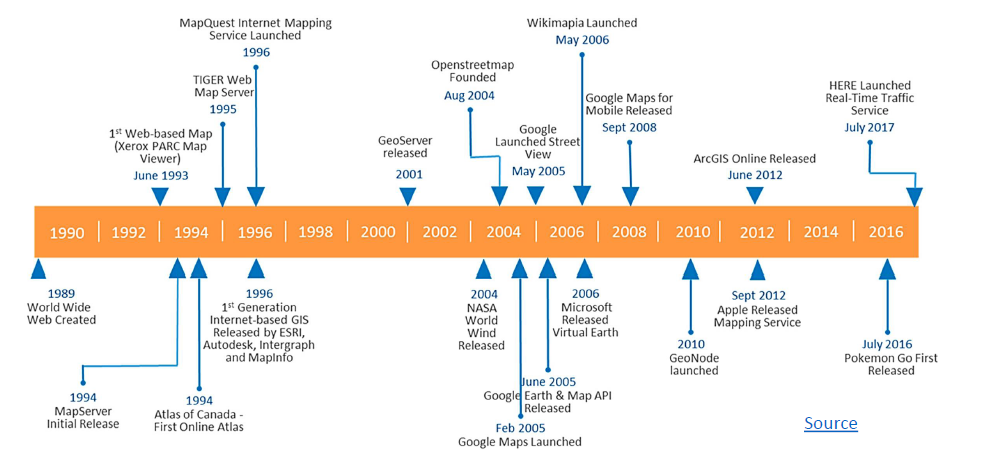 MapQuest Internet Mapping
Service Launched
1996
TIGER Web
Map Server
1995
1st Web-based Map
(Xerox PARC Map
Viewer)
June 1993
GeoServer
released
2001
Openstreetmap
Founded
Aug 2004
Google
Launched Street
View
May 2005
Wikimapia Launched
May 2006
Google Maps for
Mobile Released
Sept 2008
ArcGIS Online Released
June 2012
HERE Launched
Real-Time Traffic
Service
July 2017
1990 1992 1994 1996 1998 2000 2002 2004 2006 2008 2010 2012 2014 2016
1989
World Wide
Web Created
1994
MapServer
Initial Release
1994
Atlas of Canada -
First Online Atlas
1996
1st Generation
Internet-based GIS
Released by ESRI,
Autodesk, Intergraph
and MapInfo
2004
NASA
World
Wind
Released
Feb 2005
Google Maps Launched
June 2005
Google Earth & Map API
Released
2006
Microsoft
Released
Virtual Earth
2010
GeoNode
launched
Sept 2012
Apple Released
Mapping Service
July 2016
Pokemon Go First
Released
Source